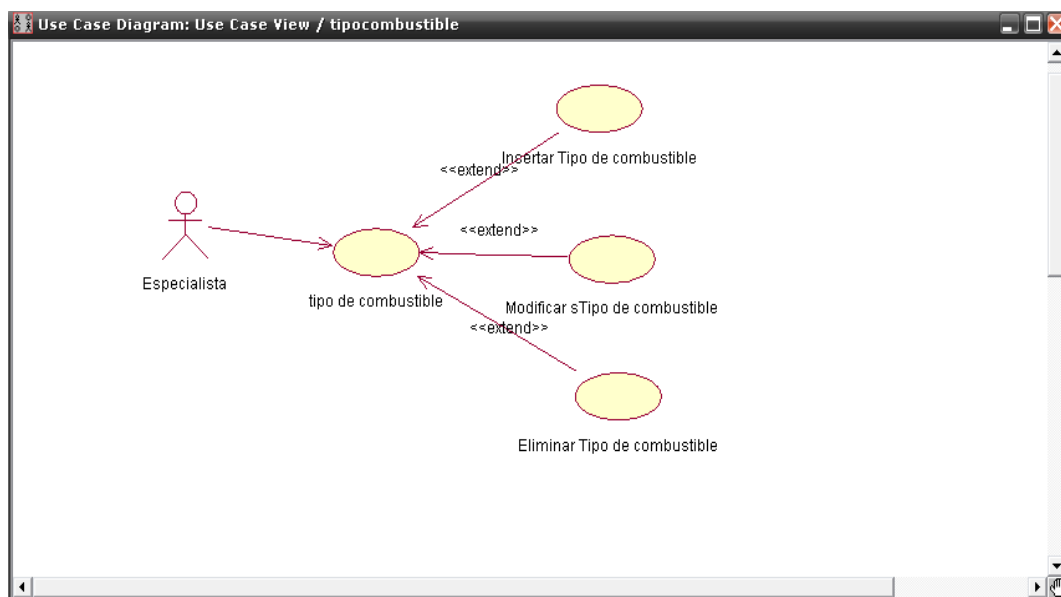 Use Case Diagram: Use Case View / tipocombustible
Insertar Tipo de combustible
<<extend>>
<<extend>>
Especialista
tipo de combustible
Modificar sTipo de combustible
<<extend>>
Eliminar Tipo de combustible